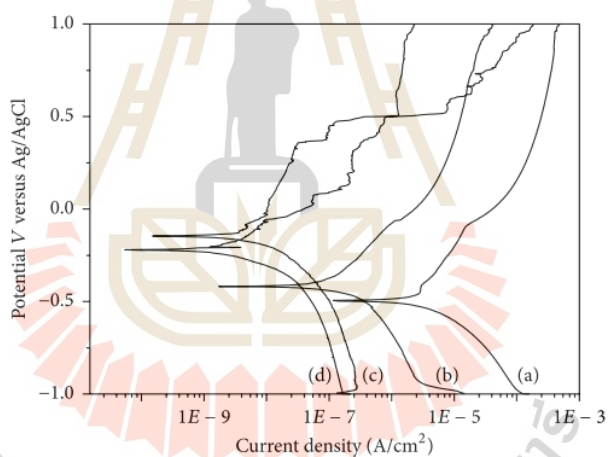 1.0
0.5
0.0
−0.5
−1.0
Potential V versus Ag/AgCl
(d) (c) (b) (a)
1E − 9 1E − 7 1E − 5 1E − 3
Current density (A/cm²)